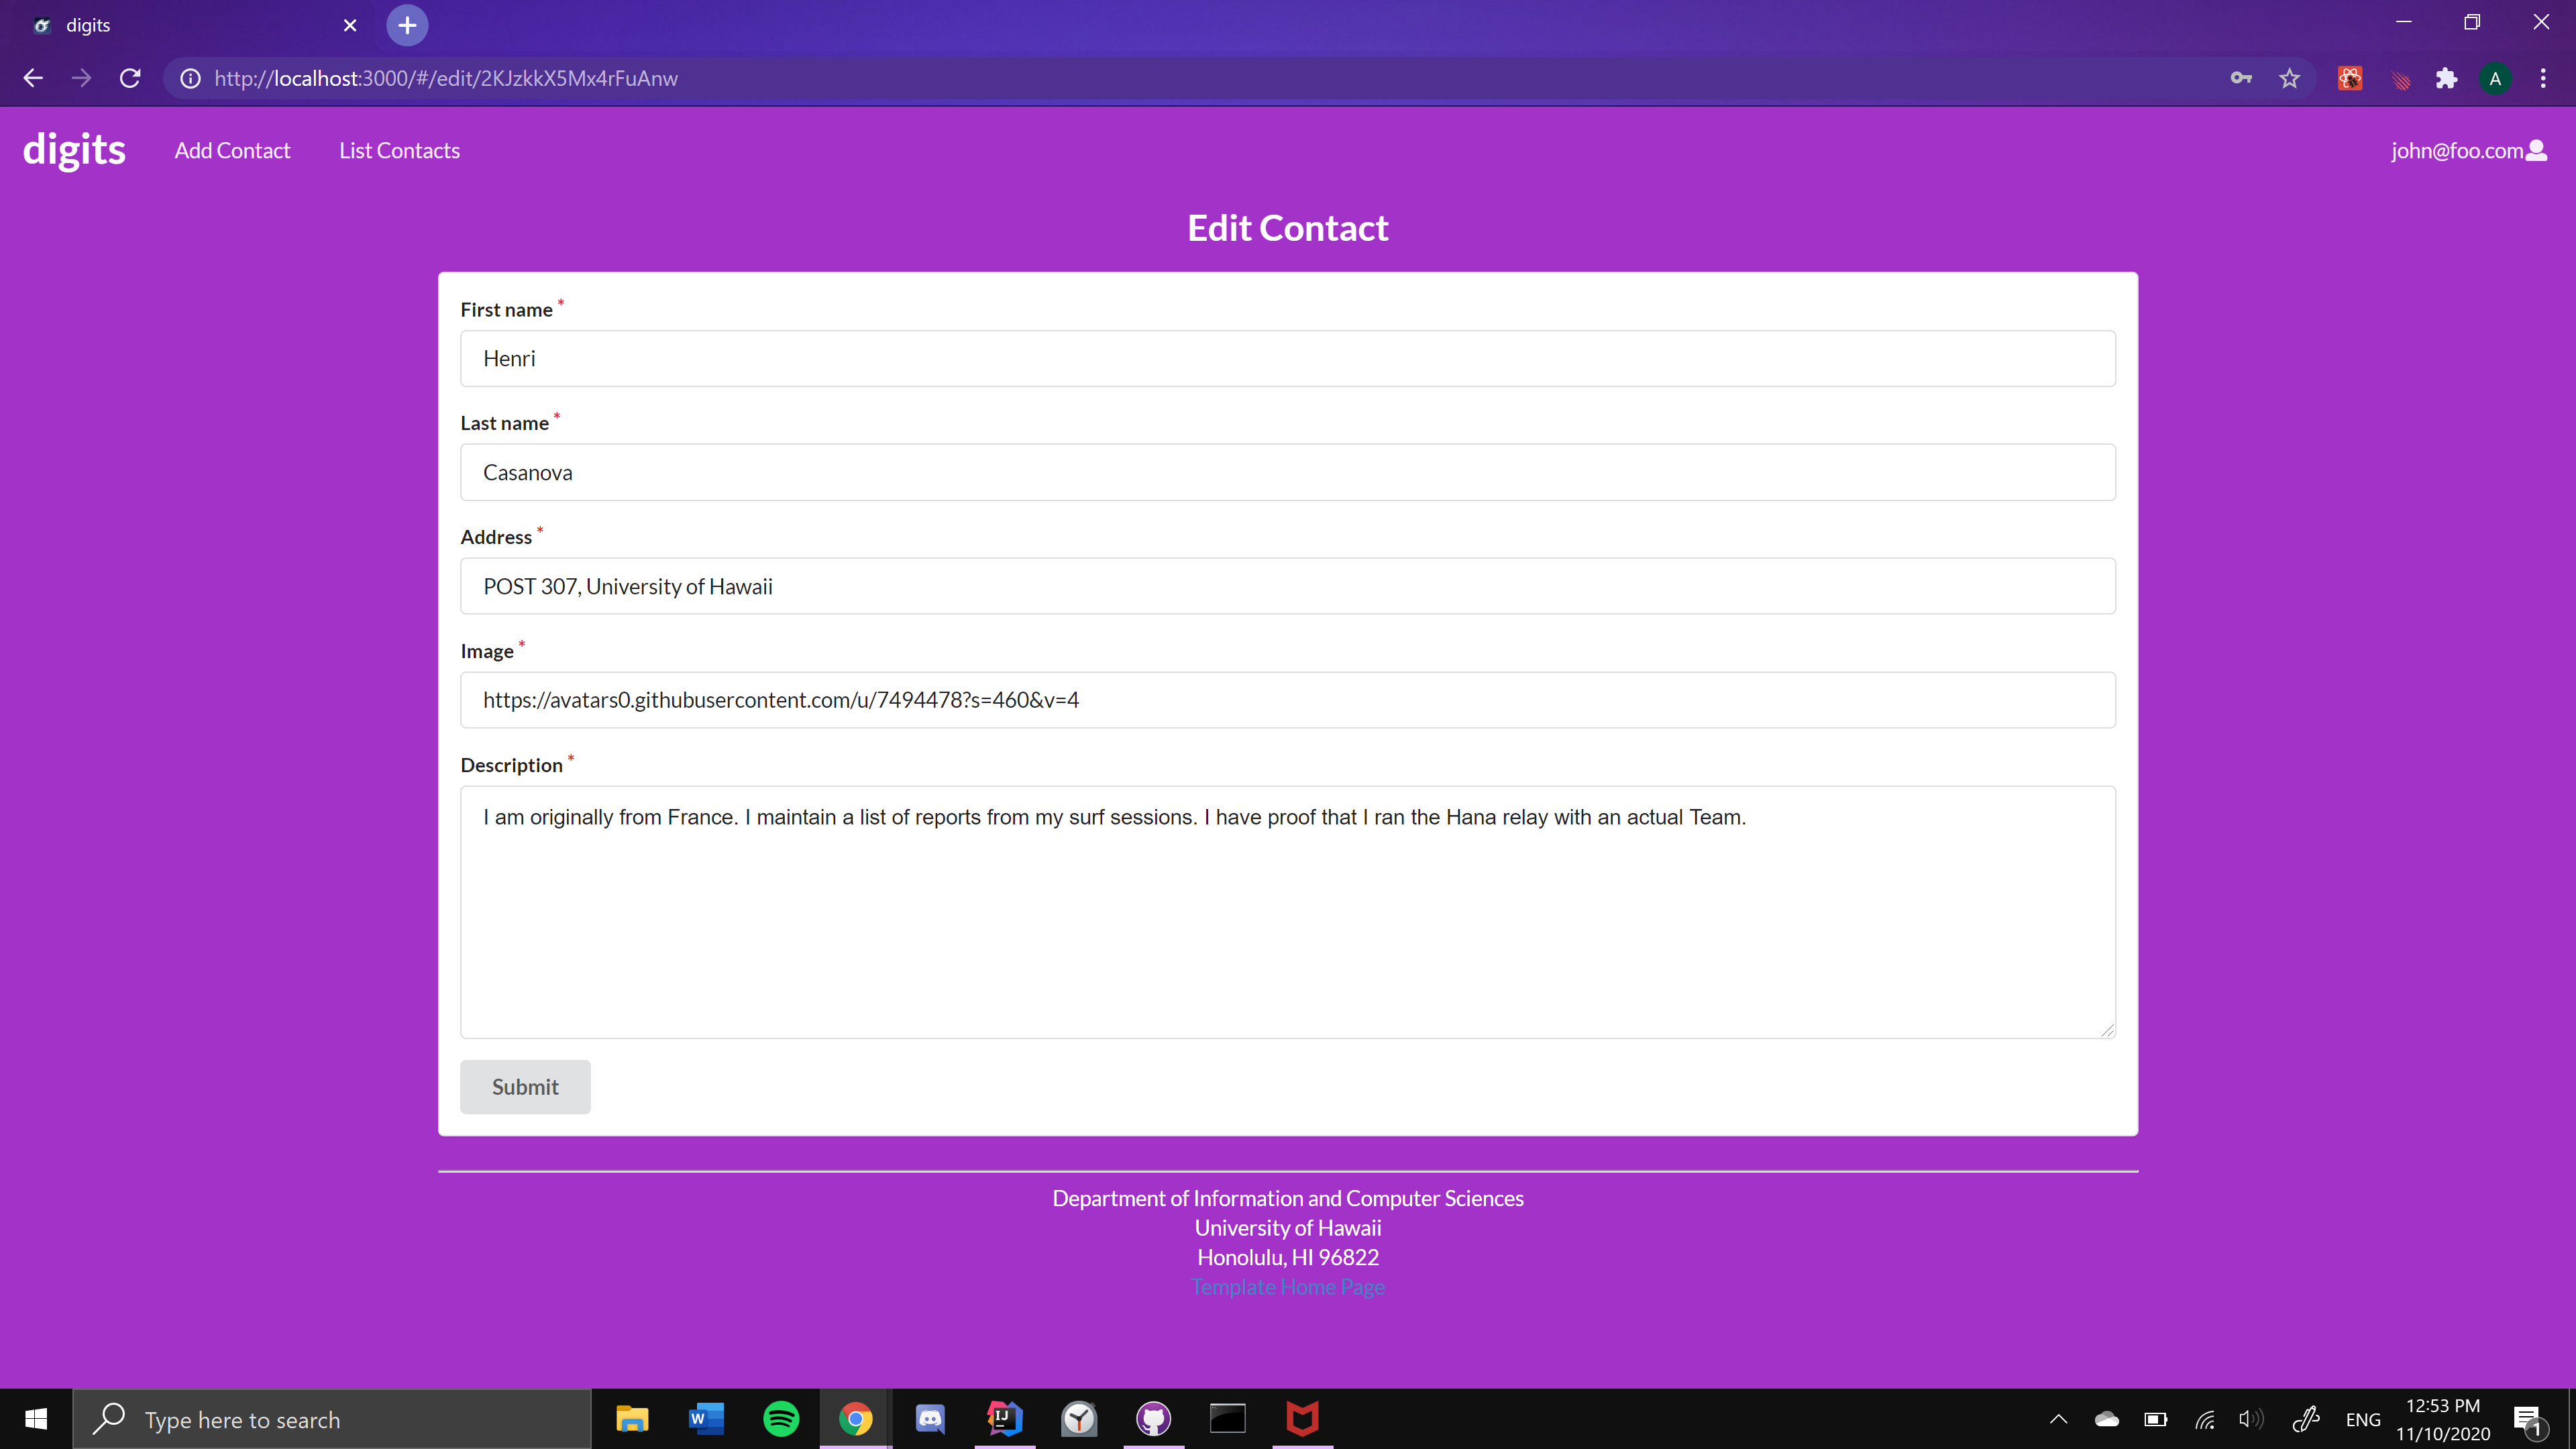 digits
http://localhost:3000/#/edit/2KJzkkX5Mx4rFuAnw
A
digits Add Contact List Contacts john@foo.com
Edit Contact
First name *
Henri
Last name *
Casanova
Address *
POST 307, University of Hawaii
Image *
https://avatars0.githubusercontent.com/u/7494478?s=460&v=4
Description *
I am originally from France. I maintain a list of reports from my surf sessions. I have proof that I ran the Hana relay with an actual Team.
Submit
Department of Information and Computer Sciences
University of Hawaii
Honolulu, HI 96822
Template Home Page
Type here to search
W
IJ
ENG
12:53 PM
11/10/2020
1